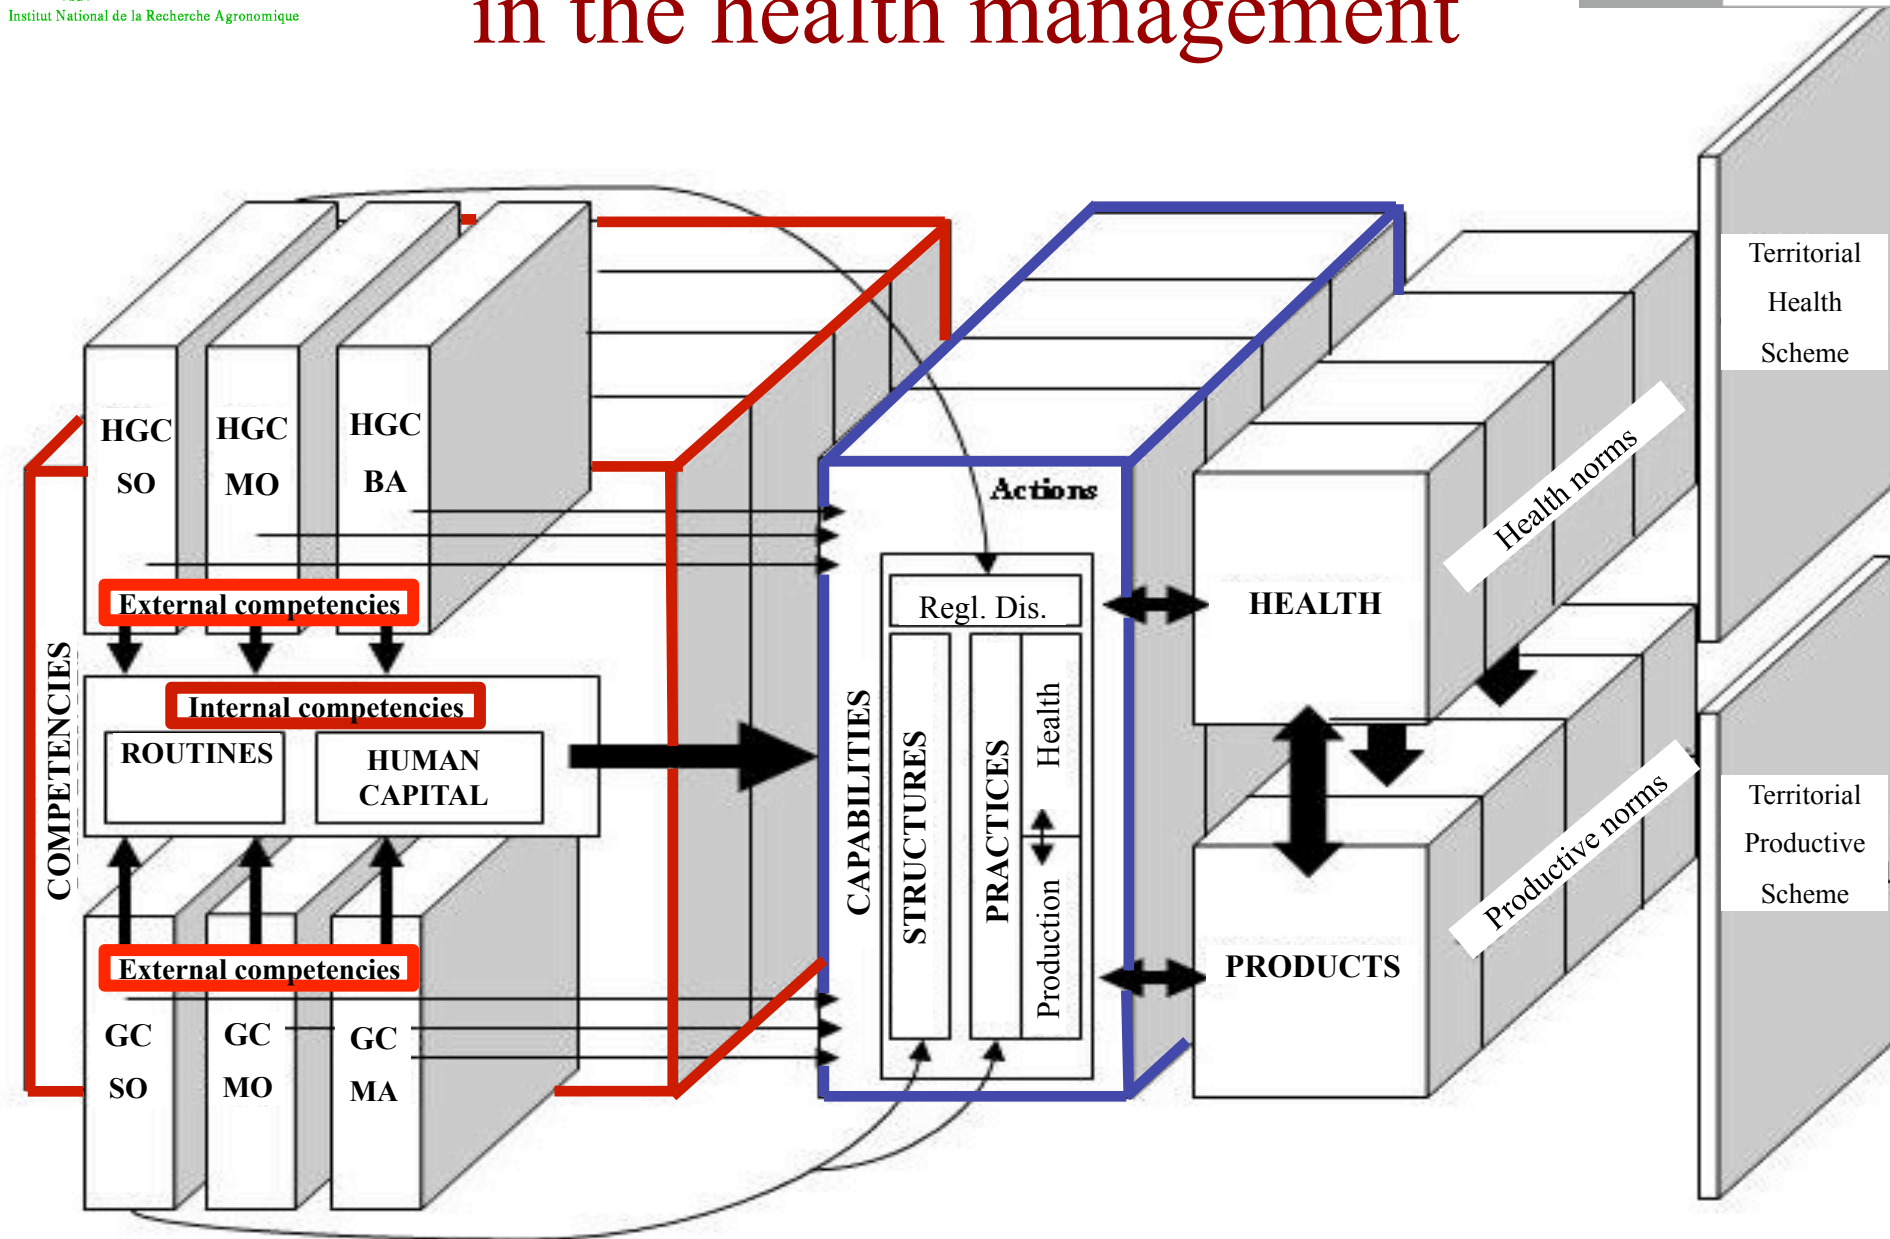 Institut National de la Recherche Agronomique
in the health management
HGC
SO
HGC
MO
HGC
BA
External competencies
COMPETENCIES
Internal competencies
ROUTINES
HUMAN
CAPITAL
External competencies
GC
SO
GC
MO
GC
MA
Actions
CAPABILITIES
Regl. Dis.
STRUCTURES
PRACTICES
Health
Production
HEALTH
PRODUCTS
Health norms
Productive norms
Territorial
Health
Scheme
Territorial
Productive
Scheme